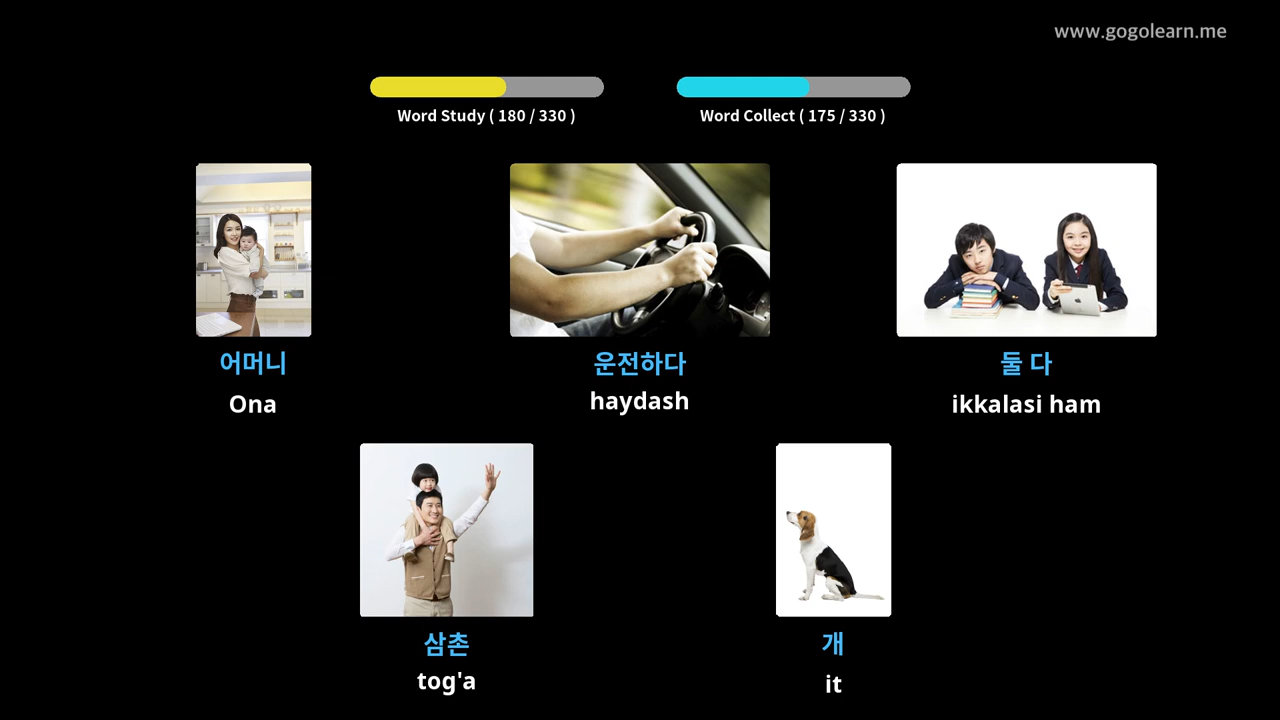 www.gogolearn.me
Word Study ( 180 / 330 )
Word Collect ( 175 / 330 )
어머니
Ona
운전하다
haydash
둘 다
ikkalasi ham
삼촌
tog'a
개
it